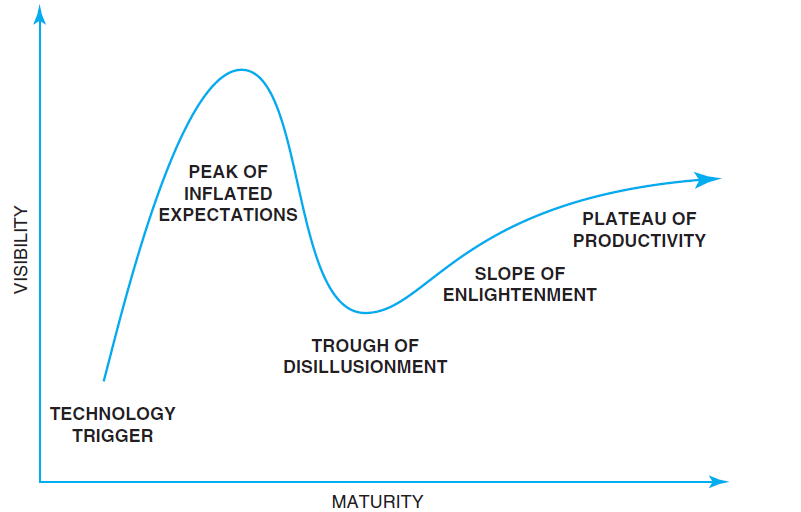 VISIBILITY
PEAK OF
INFLATED
EXPECTATIONS
PLATEAU OF
PRODUCTIVITY
SLOPE OF
ENLIGHTENMENT
TROUGH OF
DISILLUSIONMENT
TECHNOLOGY
TRIGGER
MATURITY